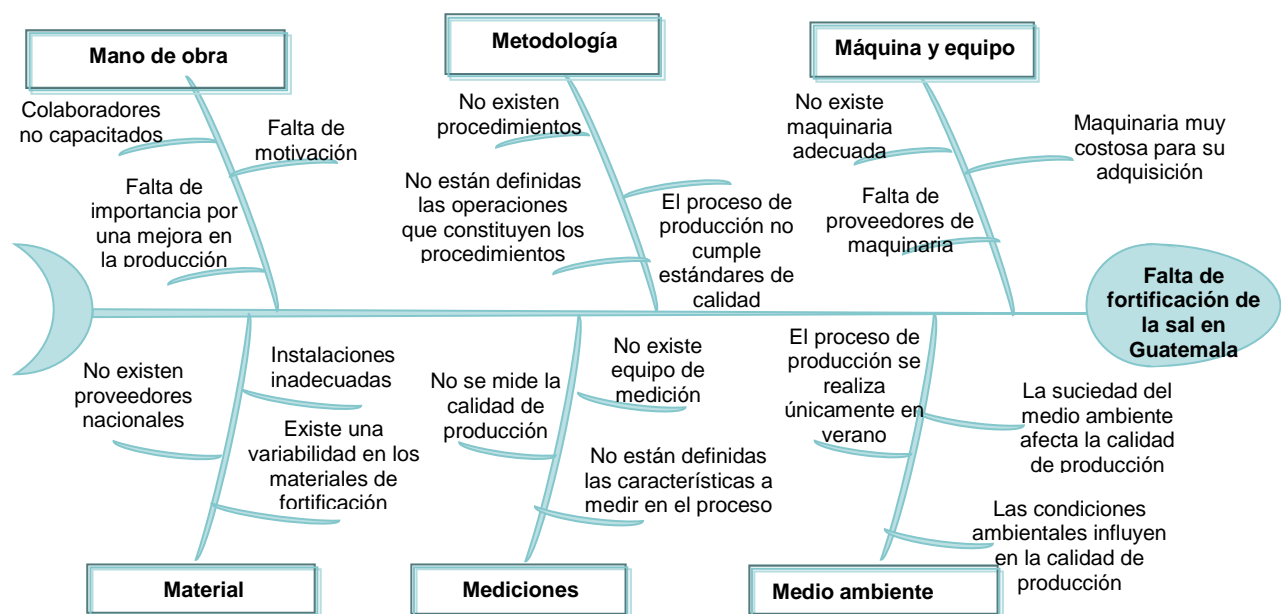 Mano de obra
Colaboradores
no capacitados
Falta de
motivación
Falta de
importancia por
una mejora en
la producción
Metodología
No existen
procedimientos
No están definidas
las operaciones
que constituyen los
procedimientos
El proceso de
producción no
cumple
estándares de
calidad
Máquina y equipo
No existe
maquinaria
adecuada
Maquinaria muy
costosa para su
adquisición
Falta de
proveedores de
maquinaria
Falta de
fortificación de
la sal en
Guatemala
No existen
proveedores
nacionales
Instalaciones
inadecuadas
Existe una
variabilidad en los
materiales de
fortificación
Material
No se mide la
calidad de
producción
No existe
equipo de
medición
No están definidas
las características a
medir en el proceso
Mediciones
El proceso de
producción se
realiza
únicamente en
verano
La suciedad del
medio ambiente
afecta la calidad
de producción
Las condiciones
ambientales influyen
en la calidad de
producción
Medio ambiente